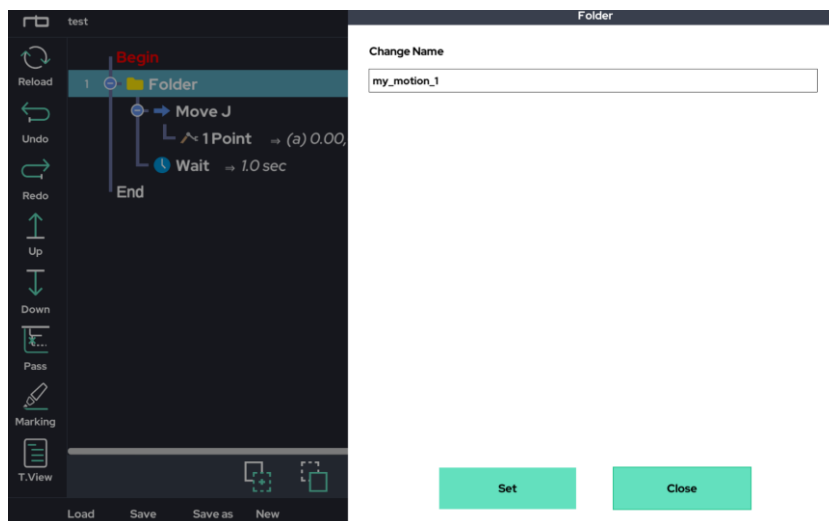 rb test
Folder
Reload
Undo
Redo
Up
Down
Pass
Marking
T.View
Begin
1 Folder
Move J
1 Point ⇒ (a) 0.00,
Wait ⇒ 1.0 sec
End
Load Save Save as New
Change Name
my_motion_1
Set Close